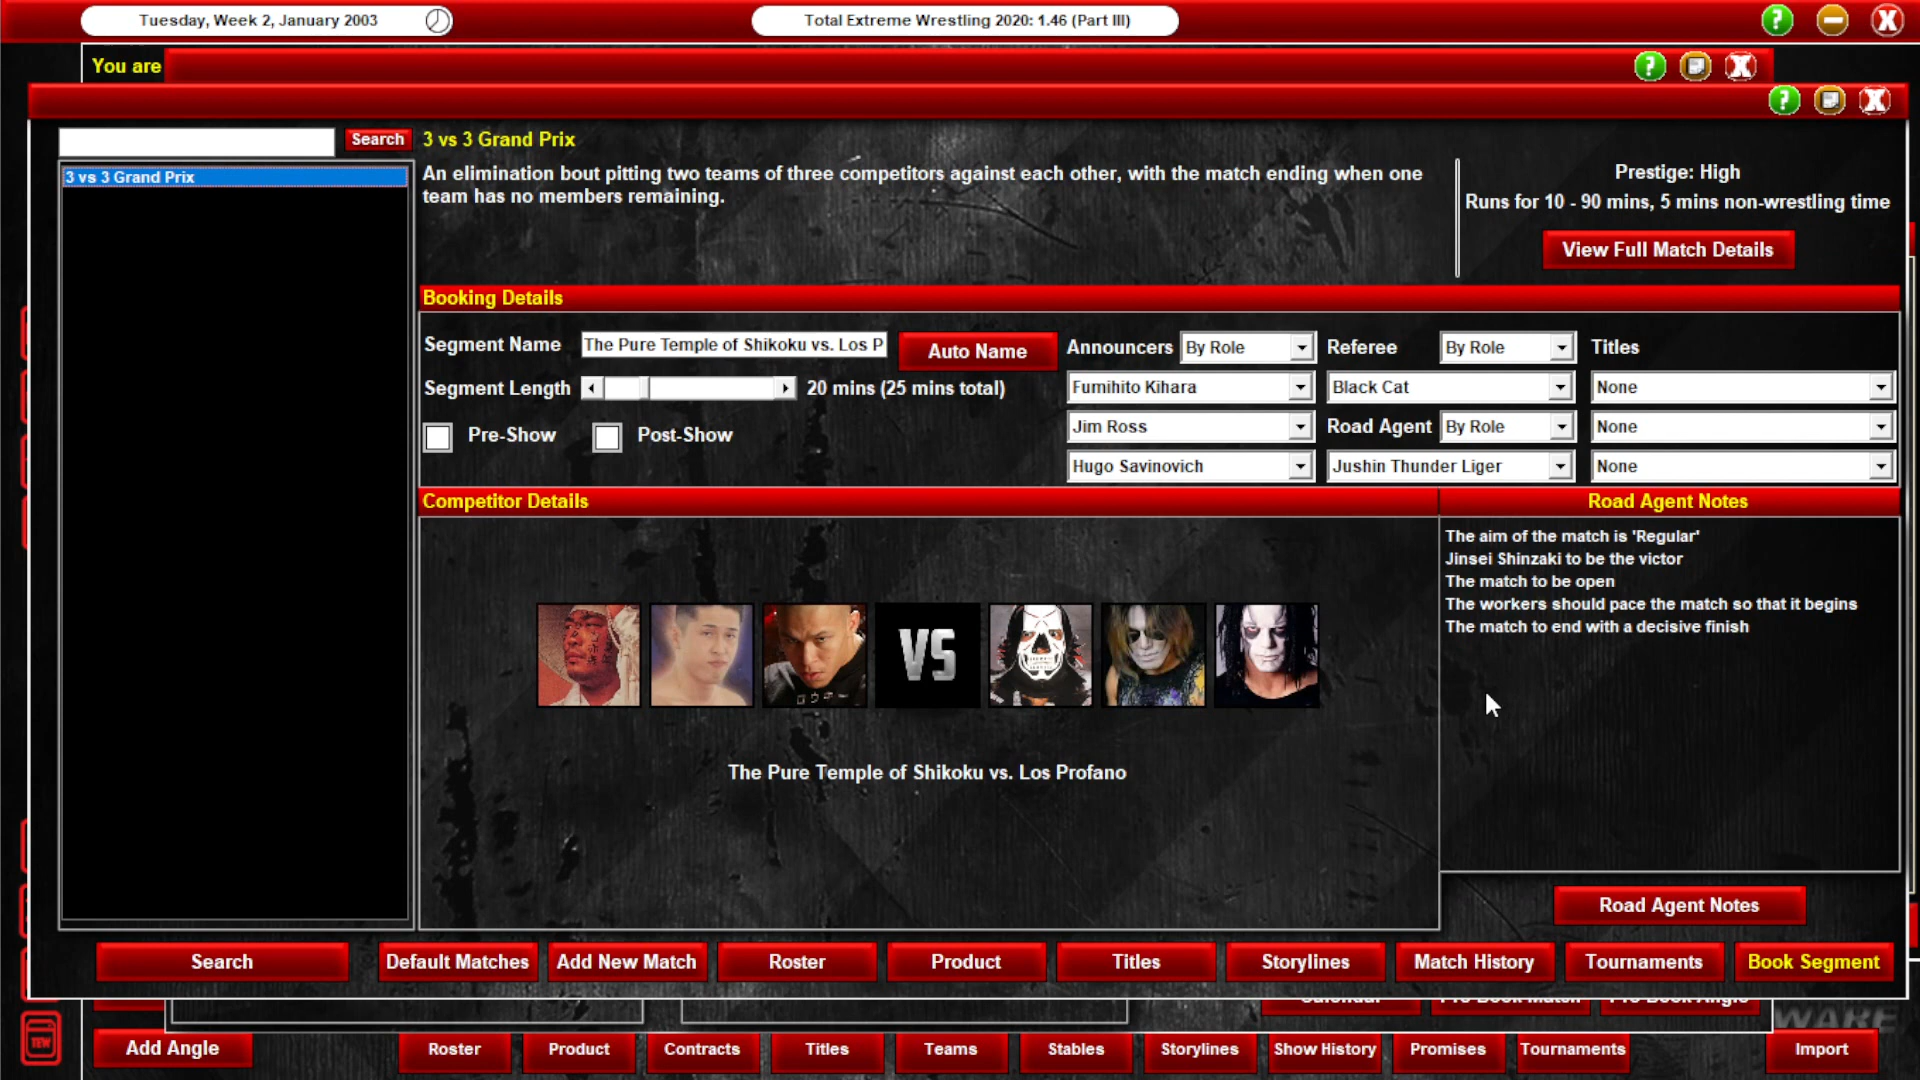 Tuesday, Week 2, January 2003
Total Extreme Wrestling 2020: 1.46 (Part III)
You are
Search
3 vs 3 Grand Prix
3 vs 3 Grand Prix
An elimination bout pitting two teams of three competitors against each other, with the match ending when one
team has no members remaining.
Prestige: High
Runs for 10 - 90 mins, 5 mins non-wrestling time
View Full Match Details
Booking Details
Segment Name
The Pure Temple of Shikoku vs. Los P
Auto Name
Announcers
By Role
Referee
By Role
Titles
Segment Length
20 mins (25 mins total)
Fumihito Kihara
Black Cat
None
Pre-Show
Post-Show
Jim Ross
Road Agent
By Role
None
Hugo Savinovich
Jushin Thunder Liger
None
Competitor Details
Road Agent Notes
The aim of the match is 'Regular'
Jinsei Shinzaki to be the victor
The match to be open
The workers should pace the match so that it begins
The match to end with a decisive finish
VS
The Pure Temple of Shikoku vs. Los Profano
Road Agent Notes
Search
Default Matches
Add New Match
Roster
Product
Titles
Storylines
Match History
Tournaments
Book Segment
Calendar
Pre Book Match
Pre Book Angle
WARE
TEW
Add Angle
Roster
Product
Contracts
Titles
Teams
Stables
Storylines
Show History
Promises
Tournaments
Import